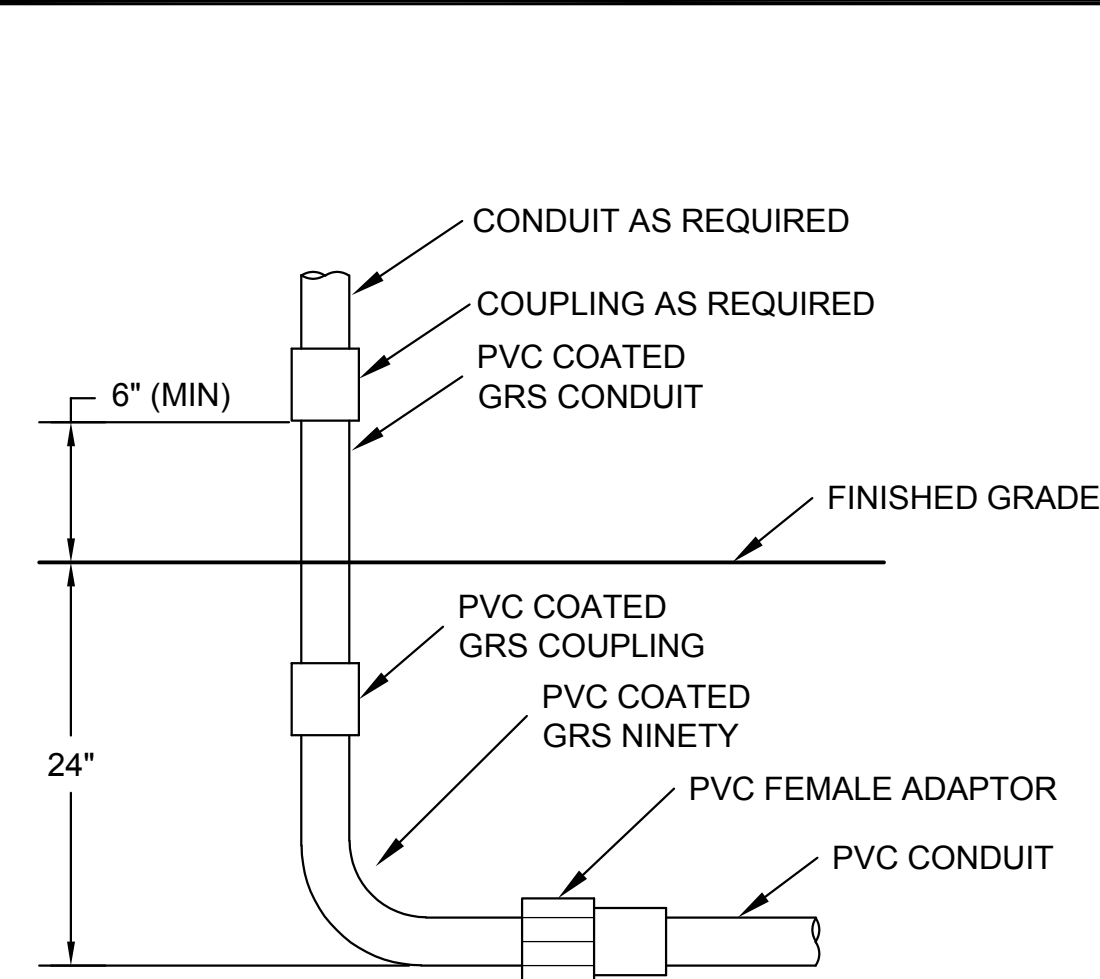 CONDUIT AS REQUIRED
COUPLING AS REQUIRED
PVC COATED
GRS CONDUIT
6" (MIN)
FINISHED GRADE
PVC COATED
GRS COUPLING
PVC COATED
GRS NINETY
24"
PVC FEMALE ADAPTOR
PVC CONDUIT